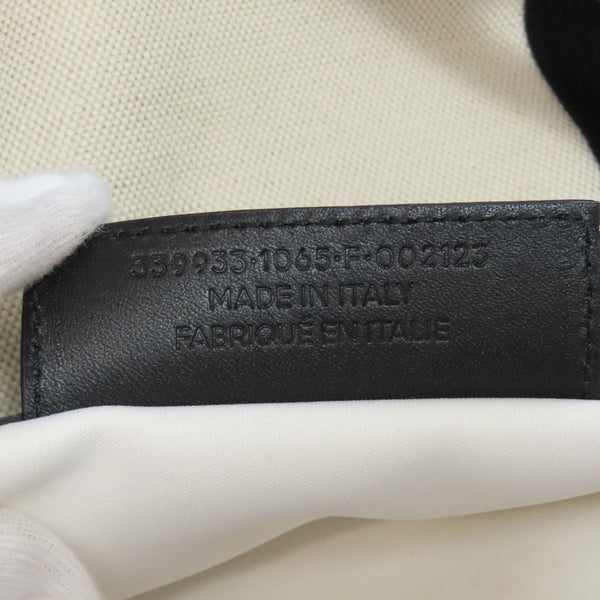 339933·1065·F·002123
MADE IN ITALY
FABRIQUÉ EN ITALIE